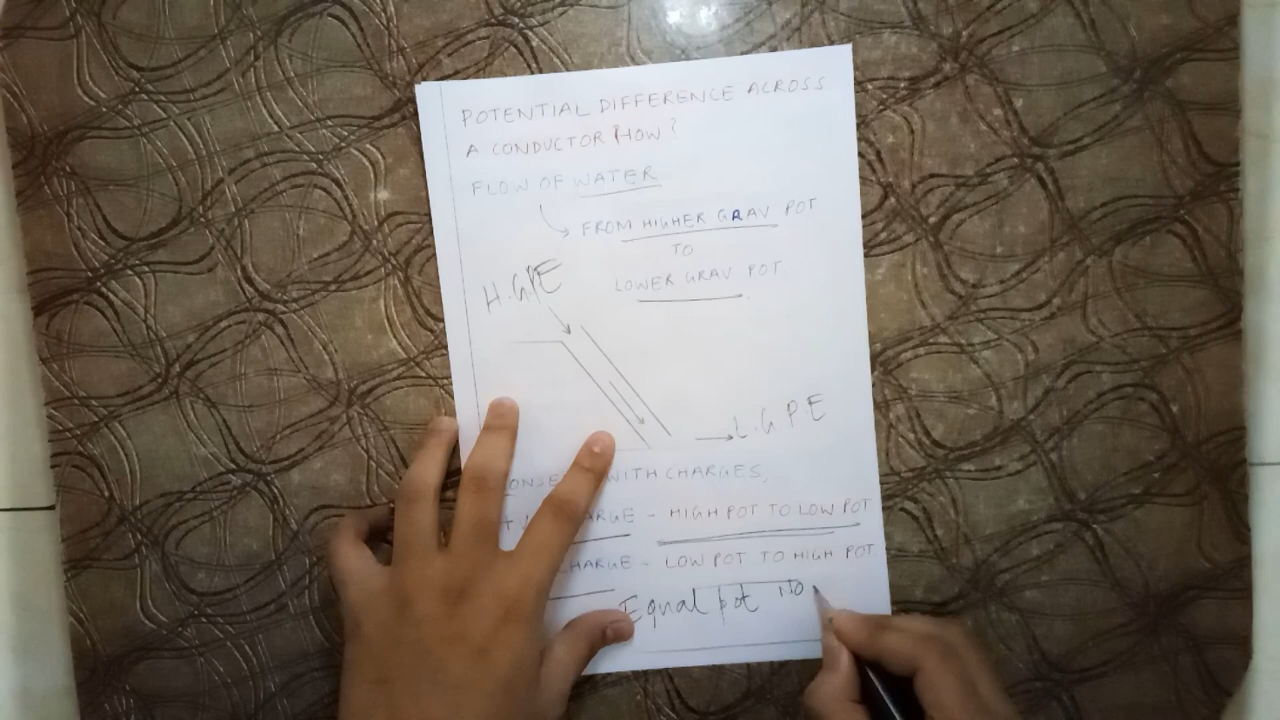 POTENTIAL DIFFERENCE ACROSS
A CONDUCTOR HOW?
FLOW OF WATER
FROM HIGHER GRAV POT
TO
LOWER GRAV POT
H.G.P.E
L.G.P.E
WITH CHARGES,
HIGH POT TO LOW POT
CHARGE - LOW POT TO HIGH POT
Equal pot no